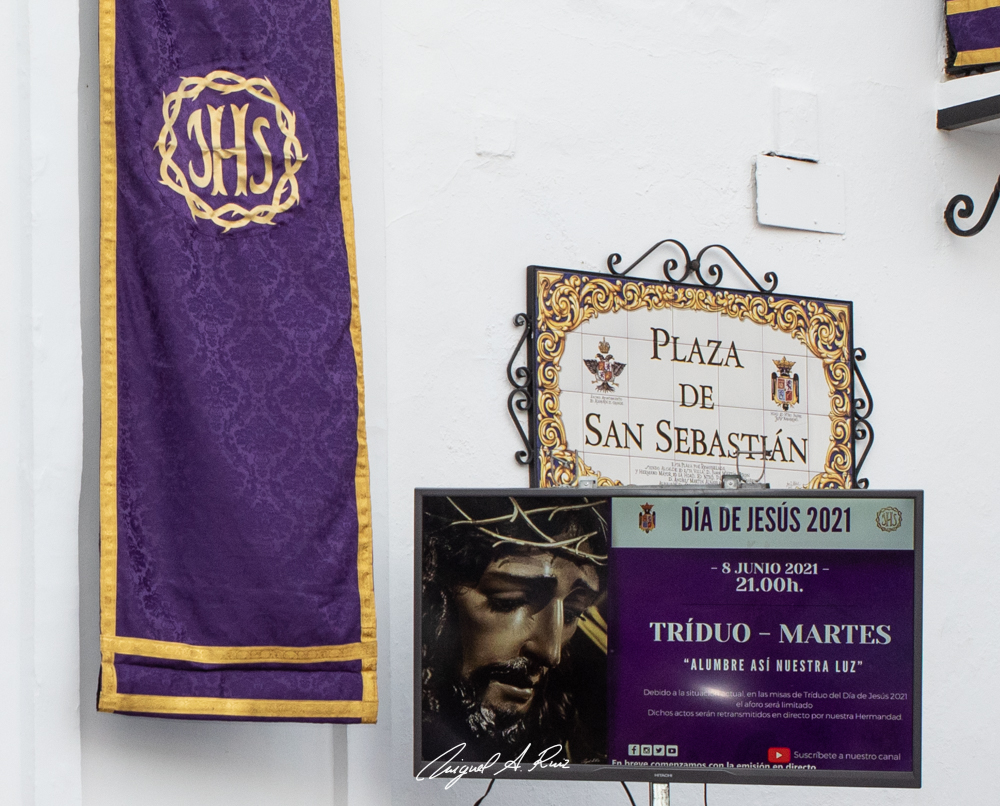 JHS
PLAZA
DE
SAN SEBASTIÁN
DÍA DE JESÚS 2021
JHS
- 8 JUNIO 2021 -
21.00h.
TRÍDUO - MARTES
"ALUMBRE ASÍ NUESTRA LUZ"
Debido a la situación actual, en las misas de Tríduo del Día de Jesús 2021
el aforo será limitado
Dichos actos serán retransmitidos en directo por nuestra Hermandad.
Suscríbete a nuestro canal
En breve comenzamos con la emisión en directo
HITACHI
Miguel A. Ruiz